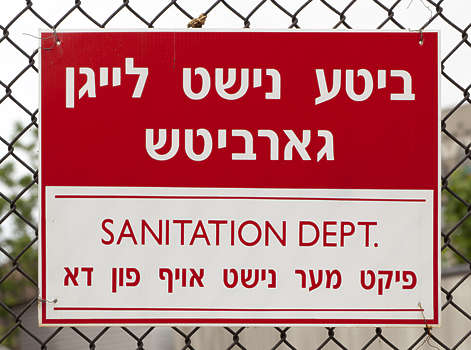 ביטע נישט לייגן
גארביטש
SANITATION DEPT.
פיקט מער נישט אויף פון דא